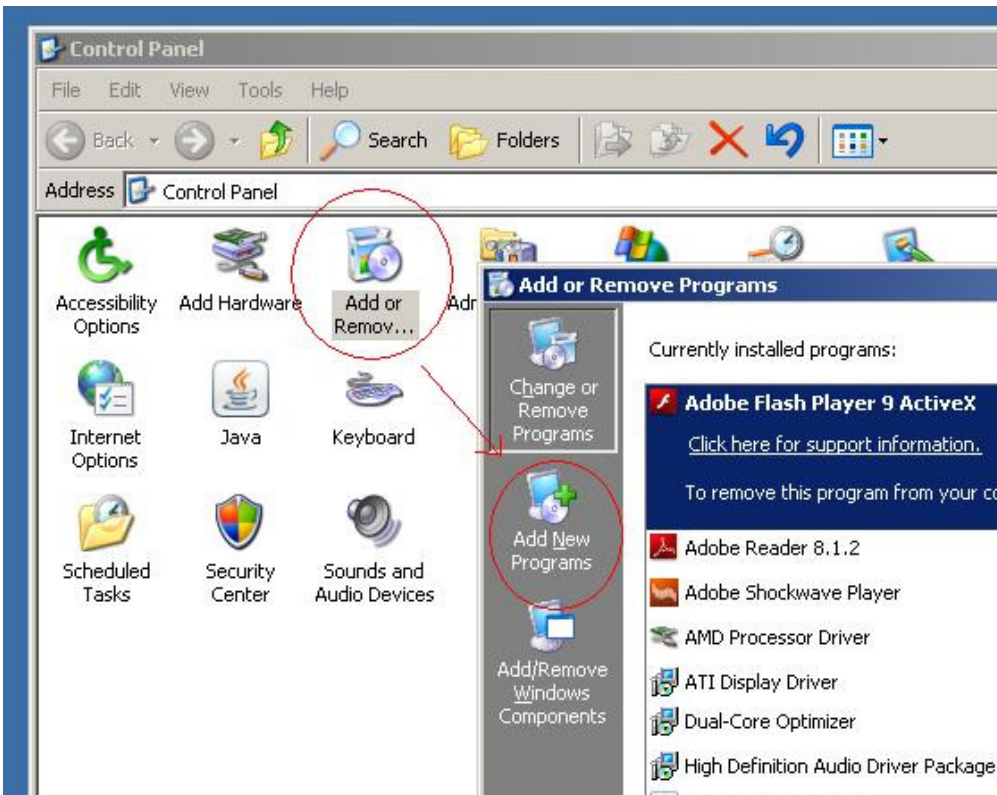 Control Panel
File Edit View Tools Help
Back Search Folders
Address Control Panel
Accessibility
Options
Add Hardware
Add or
Remov...
Adr
Internet
Options
Java
Keyboard
Scheduled
Tasks
Security
Center
Sounds and
Audio Devices
Add or Remove Programs
Change or
Remove
Programs
Add New
Programs
Add/Remove
Windows
Components
Currently installed programs:
Adobe Flash Player 9 ActiveX
Click here for support information.
To remove this program from your co
Adobe Reader 8.1.2
Adobe Shockwave Player
AMD Processor Driver
ATI Display Driver
Dual-Core Optimizer
High Definition Audio Driver Package